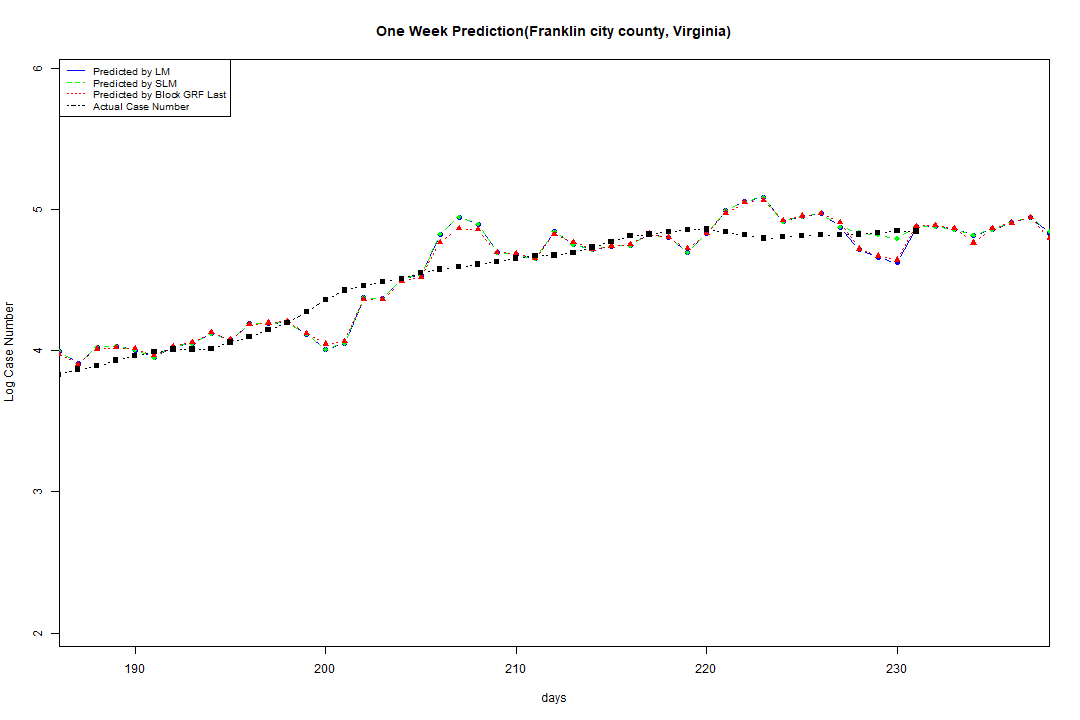 One Week Prediction(Franklin city county, Virginia)
Predicted by LM
Predicted by SLM
Predicted by Block GRF Last
Actual Case Number
6
5
4
3
2
Log Case Number
190
200
210
220
230
days